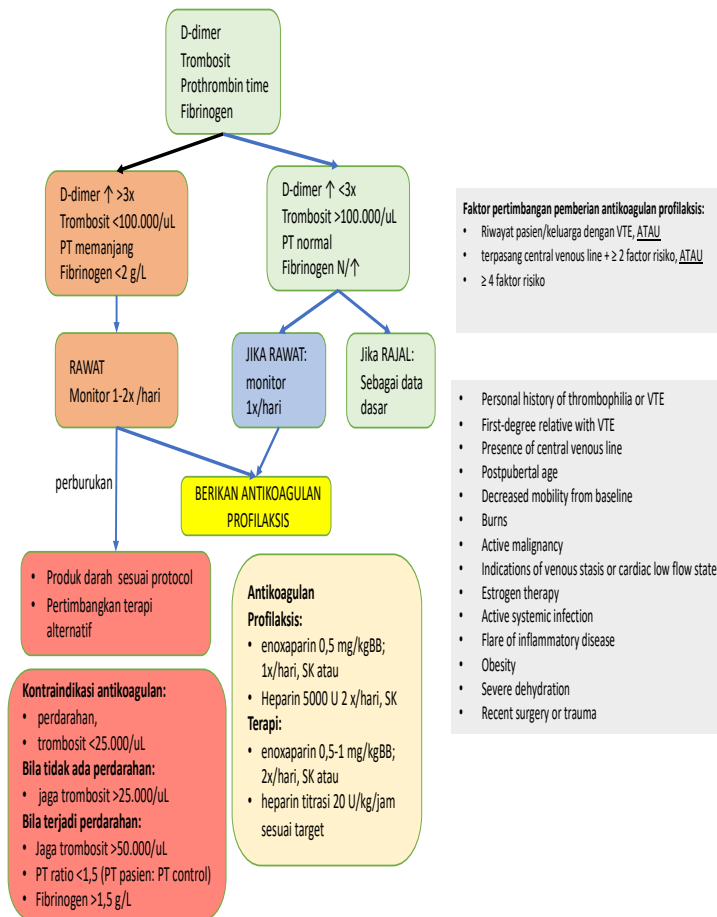 D-dimer
Trombosit
Prothrombin time
Fibrinogen
D-dimer ↑ >3x
Trombosit <100.000/uL
PT memanjang
Fibrinogen <2 g/L
D-dimer ↑ <3x
Trombosit >100.000/uL
PT normal
Fibrinogen N/↑
RAWAT
Monitor 1-2x /hari
JIKA RAWAT:
monitor
1x/hari
Jika RAJAL:
Sebagai data
dasar
perburukan
BERIKAN ANTIKOAGULAN
PROFILAKSIS
• Produk darah sesuai protocol
• Pertimbangkan terapi
alternatif
Kontraindikasi antikoagulan:
• perdarahan,
• trombosit <25.000/uL
Bila tidak ada perdarahan:
• jaga trombosit >25.000/uL
Bila terjadi perdarahan:
• Jaga trombosit >50.000/uL
• PT ratio <1,5 (PT pasien: PT control)
• Fibrinogen >1,5 g/L
Antikoagulan
Profilaksis:
• enoxaparin 0,5 mg/kgBB;
1x/hari, SK atau
• Heparin 5000 U 2 x/hari, SK
Terapi:
• enoxaparin 0,5-1 mg/kgBB;
2x/hari, SK atau
• heparin titrasi 20 U/kg/jam
sesuai target
Faktor pertimbangan pemberian antikoagulan profilaksis:
• Riwayat pasien/keluarga dengan VTE, ATAU
• terpasang central venous line + ≥ 2 factor risiko, ATAU
• ≥ 4 faktor risiko
• Personal history of thrombophilia or VTE
• First-degree relative with VTE
• Presence of central venous line
• Postpubertal age
• Decreased mobility from baseline
• Burns
• Active malignancy
• Indications of venous stasis or cardiac low flow state
• Estrogen therapy
• Active systemic infection
• Flare of inflammatory disease
• Obesity
• Severe dehydration
• Recent surgery or trauma